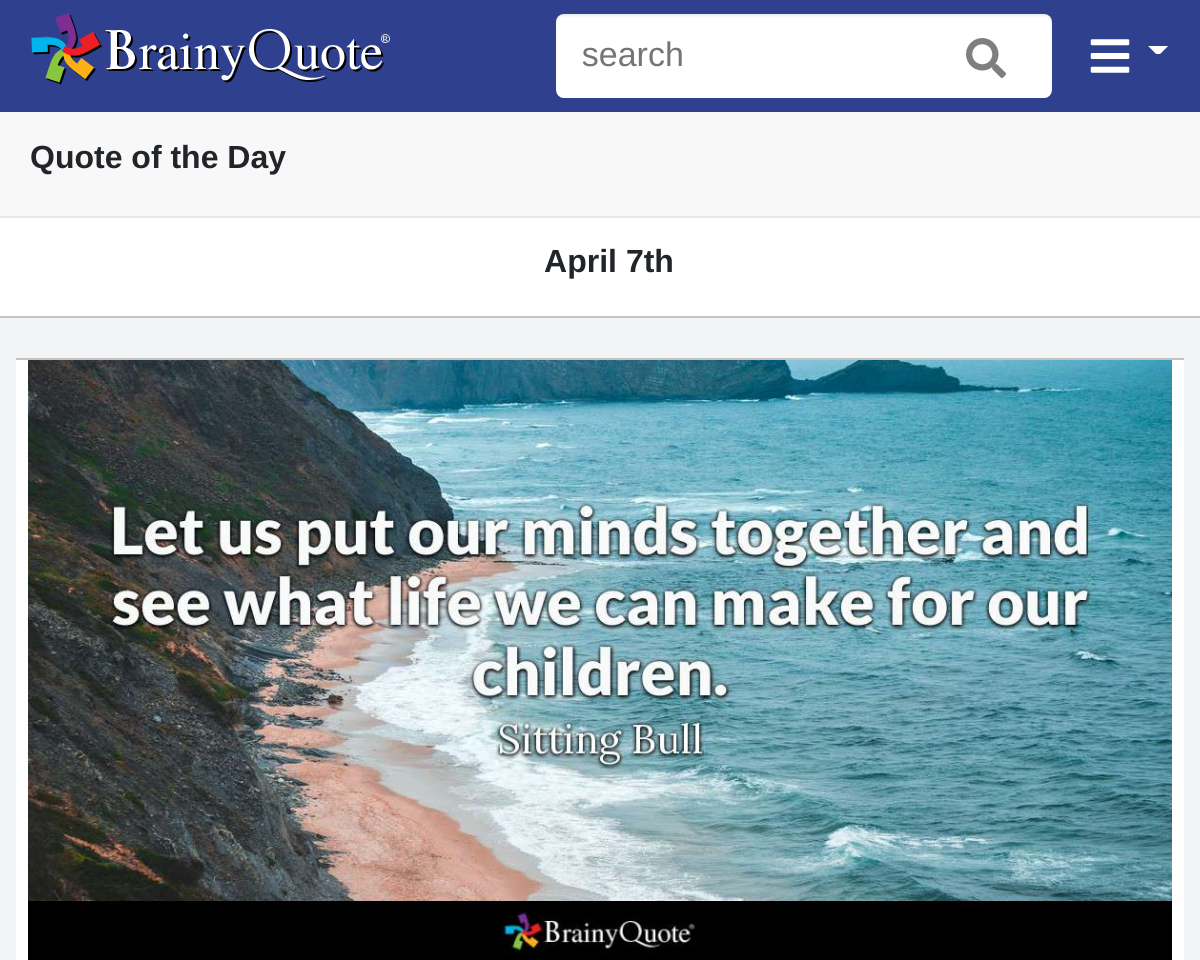 BrainyQuote®
search
Quote of the Day
April 7th
Let us put our minds together and
see what life we can make for our
children.
Sitting Bull
BrainyQuote®